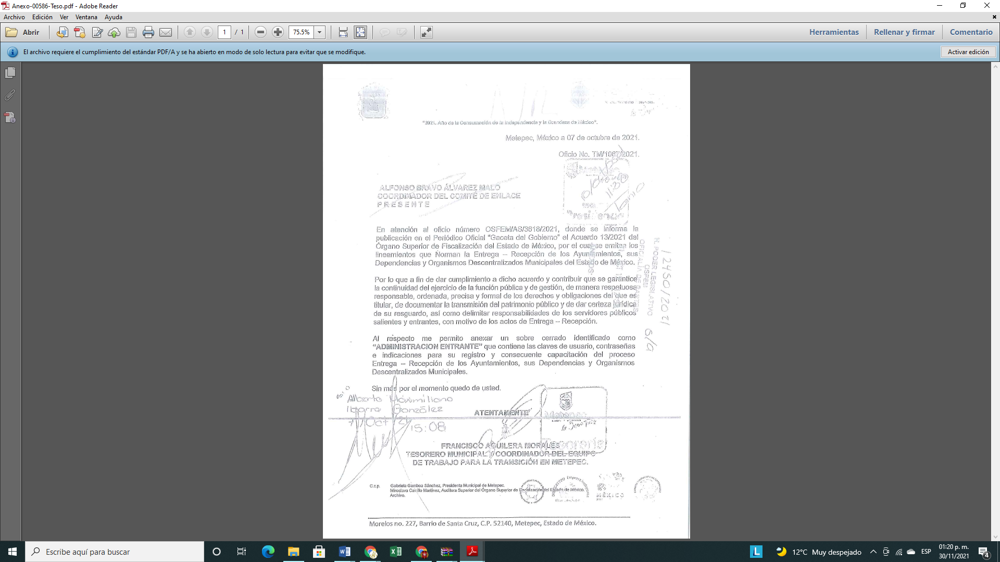 Anexo-00586-Teso.pdf - Adobe Reader
Archivo Edición Ver Ventana Ayuda
Abrir 1 / 1 75.5% Herramientas Rellenar y firmar Comentario
El archivo requiere el cumplimiento del estándar PDF/A y se ha abierto en modo de solo lectura para evitar que se modifique. Activar edición
"2021. Año de la Consumación de la Independencia y la Grandeza de México".
Metepec, México a 07 de octubre de 2021.
Oficio No. TM/1067/2021.
ALFONSO BRAVO ÁLVAREZ MALO
COORDINADOR DEL COMITÉ DE ENLACE
P R E S E N T E
En atención al oficio número OSFEM/AS/3618/2021, donde se informa la
publicación en el Periódico Oficial "Gaceta del Gobierno" el Acuerdo 13/2021 del
Órgano Superior de Fiscalización del Estado de México, por el cual se emiten los
lineamientos que Norman la Entrega – Recepción de los Ayuntamientos, sus
Dependencias y Organismos Descentralizados Municipales del Estado de México.
Por lo que a fin de dar cumplimiento a dicho acuerdo y contribuir que se garantice
la continuidad del ejercicio de la función pública y de gestión, de manera respetuosa
responsable, ordenada, precisa y formal de los derechos y obligaciones del que es
titular, de documentar la transmisión del patrimonio público y de dar certeza jurídica
de su resguardo, así como delimitar responsabilidades de los servidores públicos
salientes y entrantes, con motivo de los actos de Entrega – Recepción.
Al respecto me permito anexar un sobre cerrado identificado como
"ADMINISTRACION ENTRANTE" que contiene las claves de usuario, contraseñas
e indicaciones para su registro y consecuente capacitación del proceso
Entrega – Recepción de los Ayuntamientos, sus Dependencias y Organismos
Descentralizados Municipales.
Sin más por el momento quedo de usted.
H. PODER LEGISLATIVO
OSFEM
OFICIALÍA DE PARTES
ANEXOS
12450/2021
S/A
Alberto Maximiliano
Ibarra González
7 Oct 21
15:08
ATENTAMENTE
Metepec
Tesorería
FRANCISCO AGUILERA MORALES
TESORERO MUNICIPAL Y COORDINADOR DEL EQUIPO
DE TRABAJO PARA LA TRANSICIÓN EN METEPEC.
C.c.p. Gabriela Gamboa Sánchez, Presidenta Municipal de Metepec.
Miroslava Carrillo Martínez, Auditora Superior del Órgano Superior de Fiscalización del Estado de México.
Archivo.
MÉXICO
Morelos no. 227, Barrio de Santa Cruz, C.P. 52140, Metepec, Estado de México.
Escribe aquí para buscar
12°C Muy despejado ESP 01:20 p. m.
30/11/2021
4